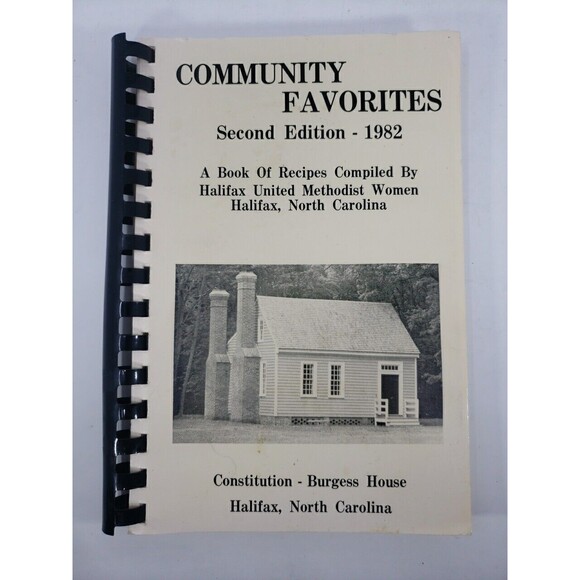 COMMUNITY
FAVORITES
Second Edition - 1982
A Book Of Recipes Compiled By
Halifax United Methodist Women
Halifax, North Carolina
Constitution - Burgess House
Halifax, North Carolina